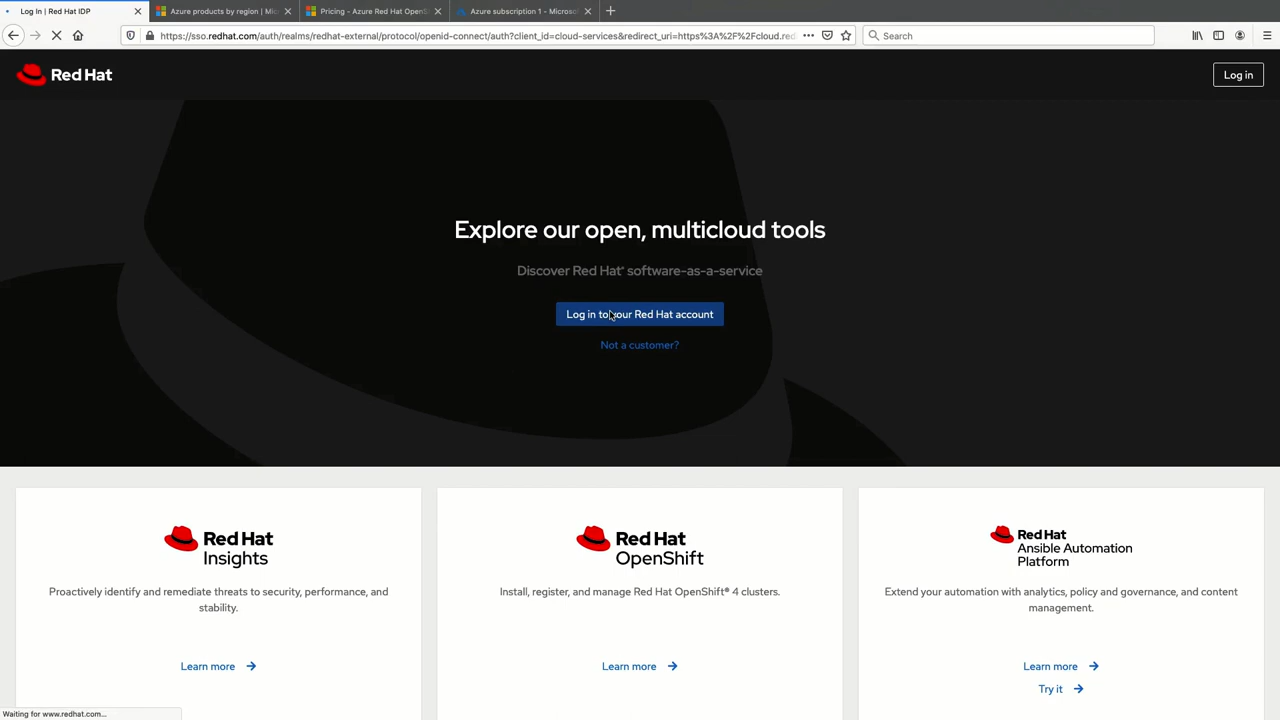 Log In | Red Hat IDP
Azure products by region | Mic
Pricing - Azure Red Hat OpenSh
Azure subscription 1 - Microsof
https://sso.redhat.com/auth/realms/redhat-external/protocol/openid-connect/auth?client_id=cloud-services&redirect_uri=https%3A%2F%2Fcloud.red
Search
Red Hat
Log in
Explore our open, multicloud tools
Discover Red Hat® software-as-a-service
Log in to your Red Hat account
Not a customer?
Red Hat
Insights
Proactively identify and remediate threats to security, performance, and
stability.
Learn more
Red Hat
OpenShift
Install, register, and manage Red Hat OpenShift® 4 clusters.
Learn more
Red Hat
Ansible Automation
Platform
Extend your automation with analytics, policy and governance, and content
management.
Learn more
Try it
Waiting for www.redhat.com...